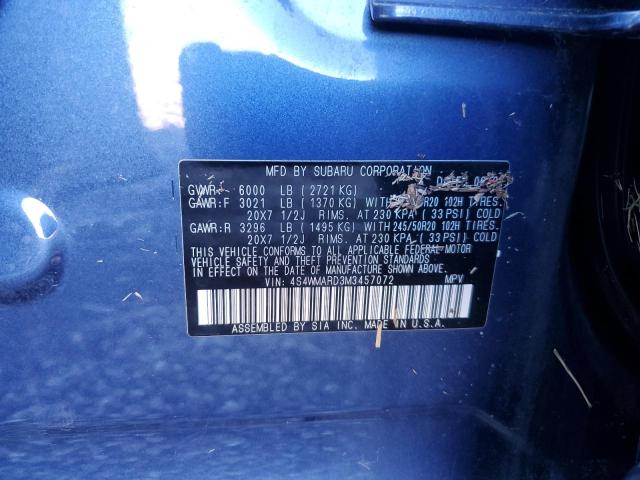 MFD BY SUBARU CORPORATION
GVWR: 6000 LB (2721 KG)
GAWR:F 3021 LB (1370 KG) WITH R20 102H TIRES.
20X7 1/2J RIMS. AT 230 KPA (33 PSI) COLD
GAWR:R 3296 LB (1495 KG) WITH 245/50R20 102H TIRES.
20X7 1/2J RIMS. AT 230 KPA (33 PSI) COLD
THIS VEHICLE CONFORMS TO ALL APPLICABLE FEDERAL MOTOR
VEHICLE SAFETY AND THEFT PREVENTION STANDARDS
IN EFFECT ON THE DATE OF MANUFACTURE SHOWN ABOVE.
VIN: 4S4WMARD3M3457072 MPV
ASSEMBLED BY SIA INC. MADE IN U.S.A.